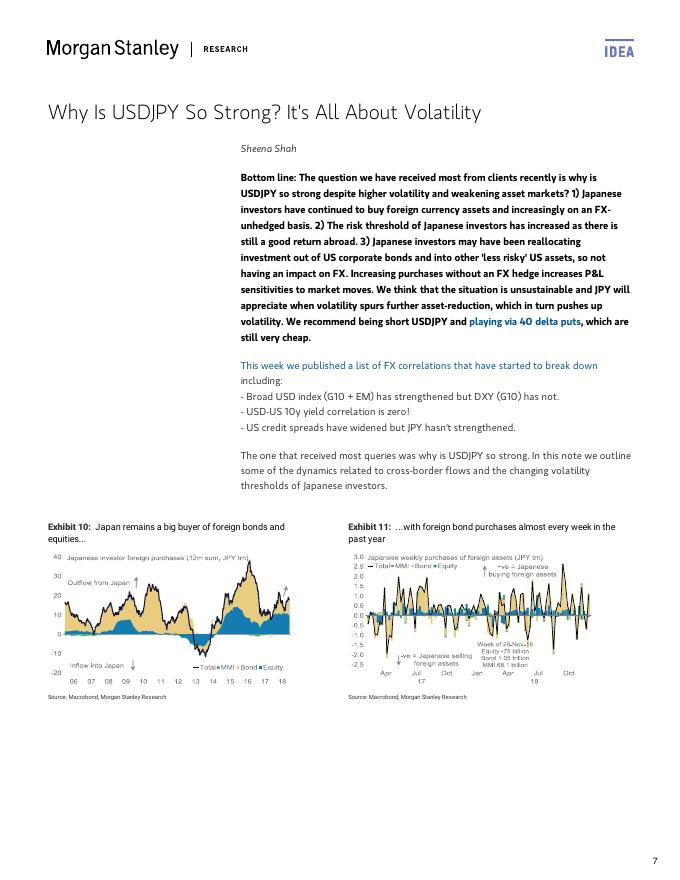 Morgan Stanley | RESEARCH
IDEA
Why Is USDJPY So Strong? It's All About Volatility
Sheena Shah
Bottom line: The question we have received most from clients recently is why is
USDJPY so strong despite higher volatility and weakening asset markets? 1) Japanese
investors have continued to buy foreign currency assets and increasingly on an FX-
unhedged basis. 2) The risk threshold of Japanese investors has increased as there is
still a good return abroad. 3) Japanese investors may have been reallocating
investment out of US corporate bonds and into other 'less risky' US assets, so not
having an impact on FX. Increasing purchases without an FX hedge increases P&L
sensitivities to market moves. We think that the situation is unsustainable and JPY will
appreciate when volatility spurs further asset-reduction, which in turn pushes up
volatility. We recommend being short USDJPY and playing via 40 delta puts, which are
still very cheap.
This week we published a list of FX correlations that have started to break down
including:
- Broad USD index (G10 + EM) has strengthened but DXY (G10) has not.
- USD-US 10y yield correlation is zero!
- US credit spreads have widened but JPY hasn't strengthened.
The one that received most queries was why is USDJPY so strong. In this note we outline
some of the dynamics related to cross-border flows and the changing volatility
thresholds of Japanese investors.
Exhibit 10: Japan remains a big buyer of foreign bonds and
equities...
40
30
20
10
0
-10
-20
Japanese investor foreign purchases (12m sum, JPY trn)
Outflow from Japan
Inflow into Japan
Total MMI Bond Equity
06 07 08 09 10 11 12 13 14 15 16 17 18
Source: Macrobond, Morgan Stanley Research
Exhibit 11: ...with foreign bond purchases almost every week in the
past year
3.0
2.5
2.0
1.5
1.0
0.5
0.0
-0.5
-1.0
-1.5
-2.0
-2.5
Japanese weekly purchases of foreign assets (JPY trn)
Total MMI Bond Equity
+ve = Japanese
buying foreign assets
-ve = Japanese selling
foreign assets
Week of 26-Nov-18
Equity -75 billion
Bond 1.05 trillion
MMI 68.1 billion
Apr Jul Oct Jan Apr Jul Oct
17 18
Source: Macrobond, Morgan Stanley Research
7